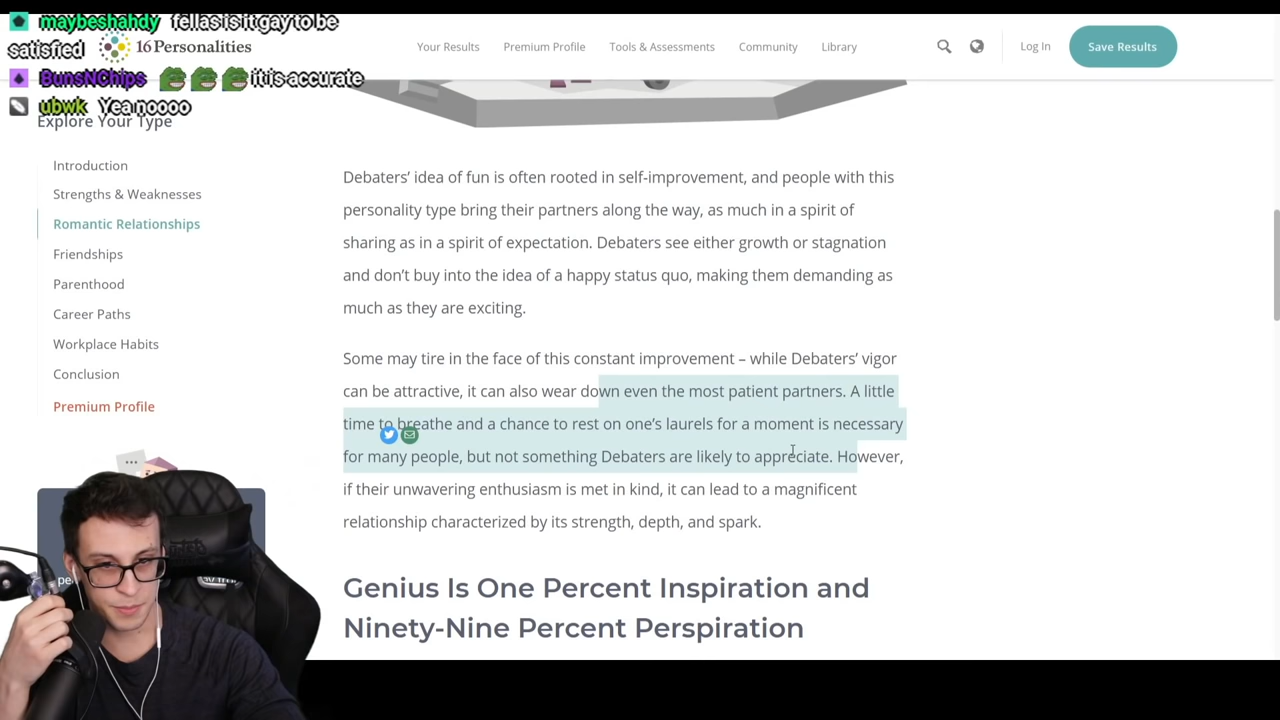 maybeshahdy fellas is it gay to be
satisfied
16Personalities
Your Results
Premium Profile
Tools & Assessments
Community
Library
Log In
Save Results
BunsNChips it is accurate
ubwk Yea noooo
Explore Your Type
Introduction
Strengths & Weaknesses
Romantic Relationships
Friendships
Parenthood
Career Paths
Workplace Habits
Conclusion
Premium Profile
Debaters’ idea of fun is often rooted in self-improvement, and people with this
personality type bring their partners along the way, as much in a spirit of
sharing as in a spirit of expectation. Debaters see either growth or stagnation
and don’t buy into the idea of a happy status quo, making them demanding as
much as they are exciting.
Some may tire in the face of this constant improvement – while Debaters’ vigor
can be attractive, it can also wear down even the most patient partners. A little
time to breathe and a chance to rest on one’s laurels for a moment is necessary
for many people, but not something Debaters are likely to appreciate. However,
if their unwavering enthusiasm is met in kind, it can lead to a magnificent
relationship characterized by its strength, depth, and spark.
Genius Is One Percent Inspiration and
Ninety-Nine Percent Perspiration